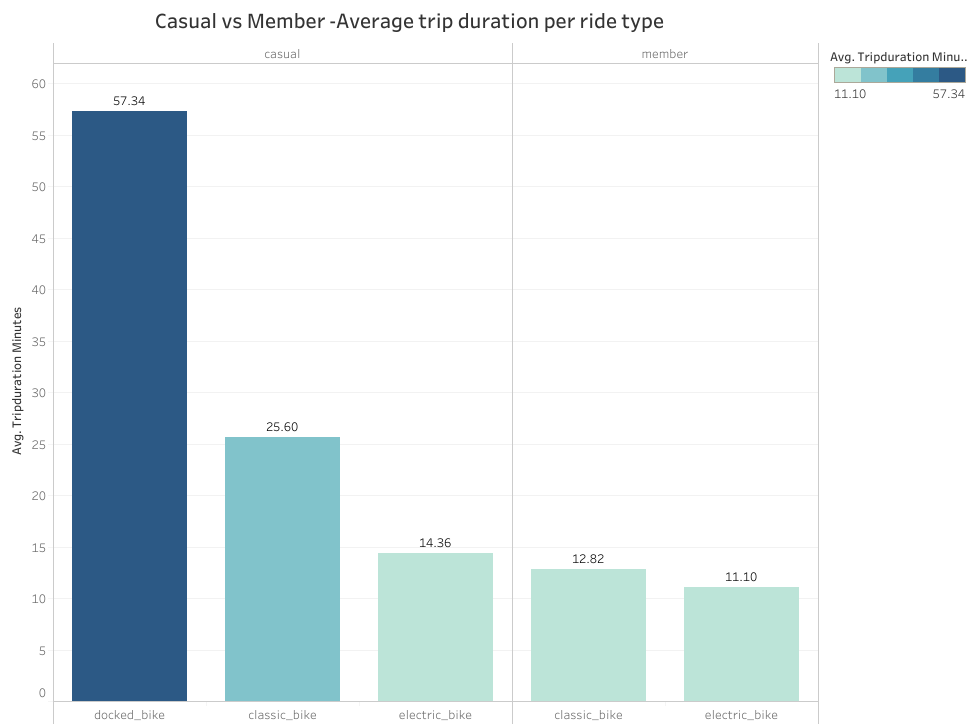 Casual vs Member -Average trip duration per ride type
casual
member
Avg. Tripduration Minu..
11.10
57.34
Avg. Tripduration Minutes
60
55
50
45
40
35
30
25
20
15
10
5
0
57.34
25.60
14.36
12.82
11.10
docked_bike
classic_bike
electric_bike
classic_bike
electric_bike